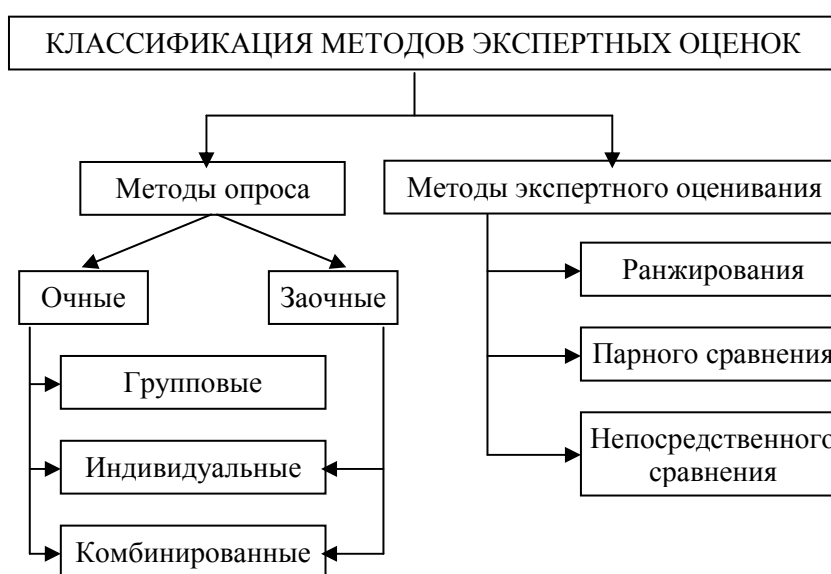 КЛАССИФИКАЦИЯ МЕТОДОВ ЭКСПЕРТНЫХ ОЦЕНОК
Методы опроса
Методы экспертного оценивания
Очные
Заочные
Групповые
Индивидуальные
Комбинированные
Ранжирования
Парного сравнения
Непосредственного
сравнения